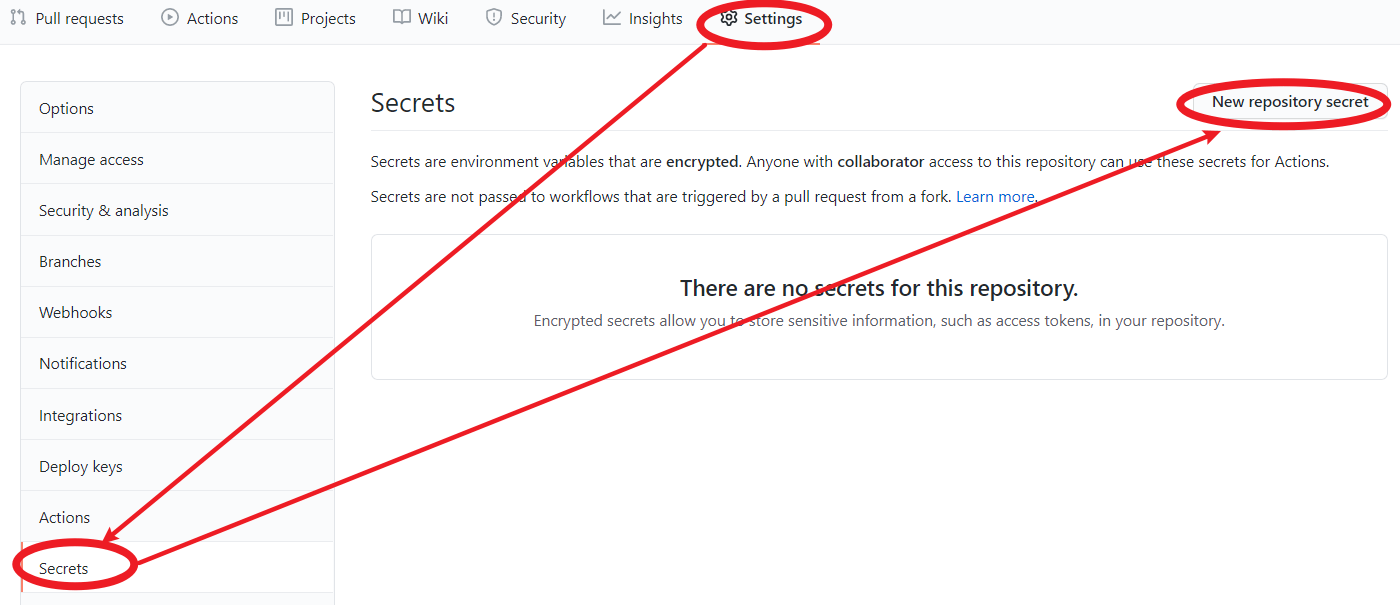 Pull requests Actions Projects Wiki Security Insights Settings
Options
Manage access
Security & analysis
Branches
Webhooks
Notifications
Integrations
Deploy keys
Actions
Secrets
Secrets
New repository secret
Secrets are environment variables that are encrypted. Anyone with collaborator access to this repository can use these secrets for Actions.
Secrets are not passed to workflows that are triggered by a pull request from a fork. Learn more.
There are no secrets for this repository.
Encrypted secrets allow you to store sensitive information, such as access tokens, in your repository.